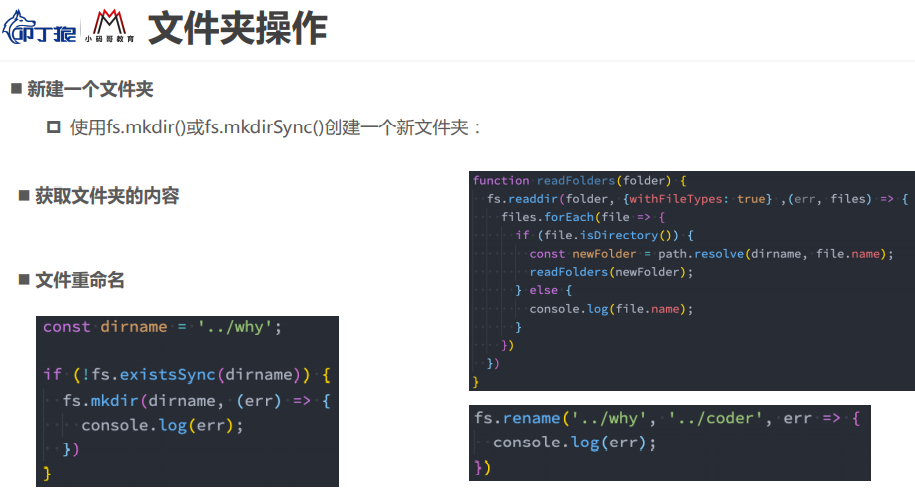 叩丁狼
小码哥教育
文件夹操作
新建一个文件夹
使用fs.mkdir()或fs.mkdirSync()创建一个新文件夹：
获取文件夹的内容
文件重命名
const dirname = '../why';
if (!fs.existsSync(dirname)) {
  fs.mkdir(dirname, (err) => {
    console.log(err);
  })
}
function readFolders(folder) {
  fs.readdir(folder, {withFileTypes: true} ,(err, files) => {
    files.forEach(file => {
      if (file.isDirectory()) {
        const newFolder = path.resolve(dirname, file.name);
        readFolders(newFolder);
      } else {
        console.log(file.name);
      }
    })
  })
}
fs.rename('../why', '../coder', err => {
  console.log(err);
})